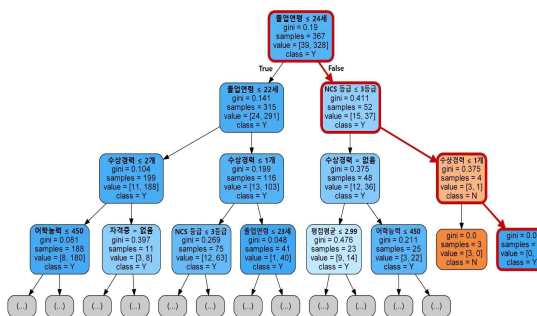 졸업연령 ≤ 24세
gini = 0.19
samples = 367
value = [39, 328]
class = Y
True
False
졸업연령 ≤ 22세
gini = 0.141
samples = 315
value = [24, 291]
class = Y
NCS 등급 ≤ 3등급
gini = 0.411
samples = 52
value = [15, 37]
class = Y
수상경력 ≤ 2개
gini = 0.104
samples = 199
value = [11, 188]
class = Y
수상경력 ≤ 1개
gini = 0.199
samples = 116
value = [13, 103]
class = Y
수상경력 = 없음
gini = 0.375
samples = 48
value = [12, 36]
class = Y
수상경력 ≤ 1개
gini = 0.375
samples = 4
value = [3, 1]
class = N
어학능력 ≤ 450
gini = 0.081
samples = 188
value = [8, 180]
class = Y
자격증 = 없음
gini = 0.397
samples = 11
value = [3, 8]
class = Y
NCS 등급 ≤ 3등급
gini = 0.269
samples = 75
value = [12, 63]
class = Y
졸업연령 ≤ 23세
gini = 0.048
samples = 41
value = [1, 40]
class = Y
평점평균 ≤ 2.99
gini = 0.476
samples = 23
value = [9, 14]
class = Y
어학능력 ≤ 450
gini = 0.211
samples = 25
value = [3, 22]
class = Y
gini = 0.0
samples = 3
value = [3, 0]
class = N
gini = 0.0
samples =
value = [0,
class = Y
(...)
(...)
(...)
(...)
(...)
(...)
(...)
(...)
(...)
(...)
(...)
(...)